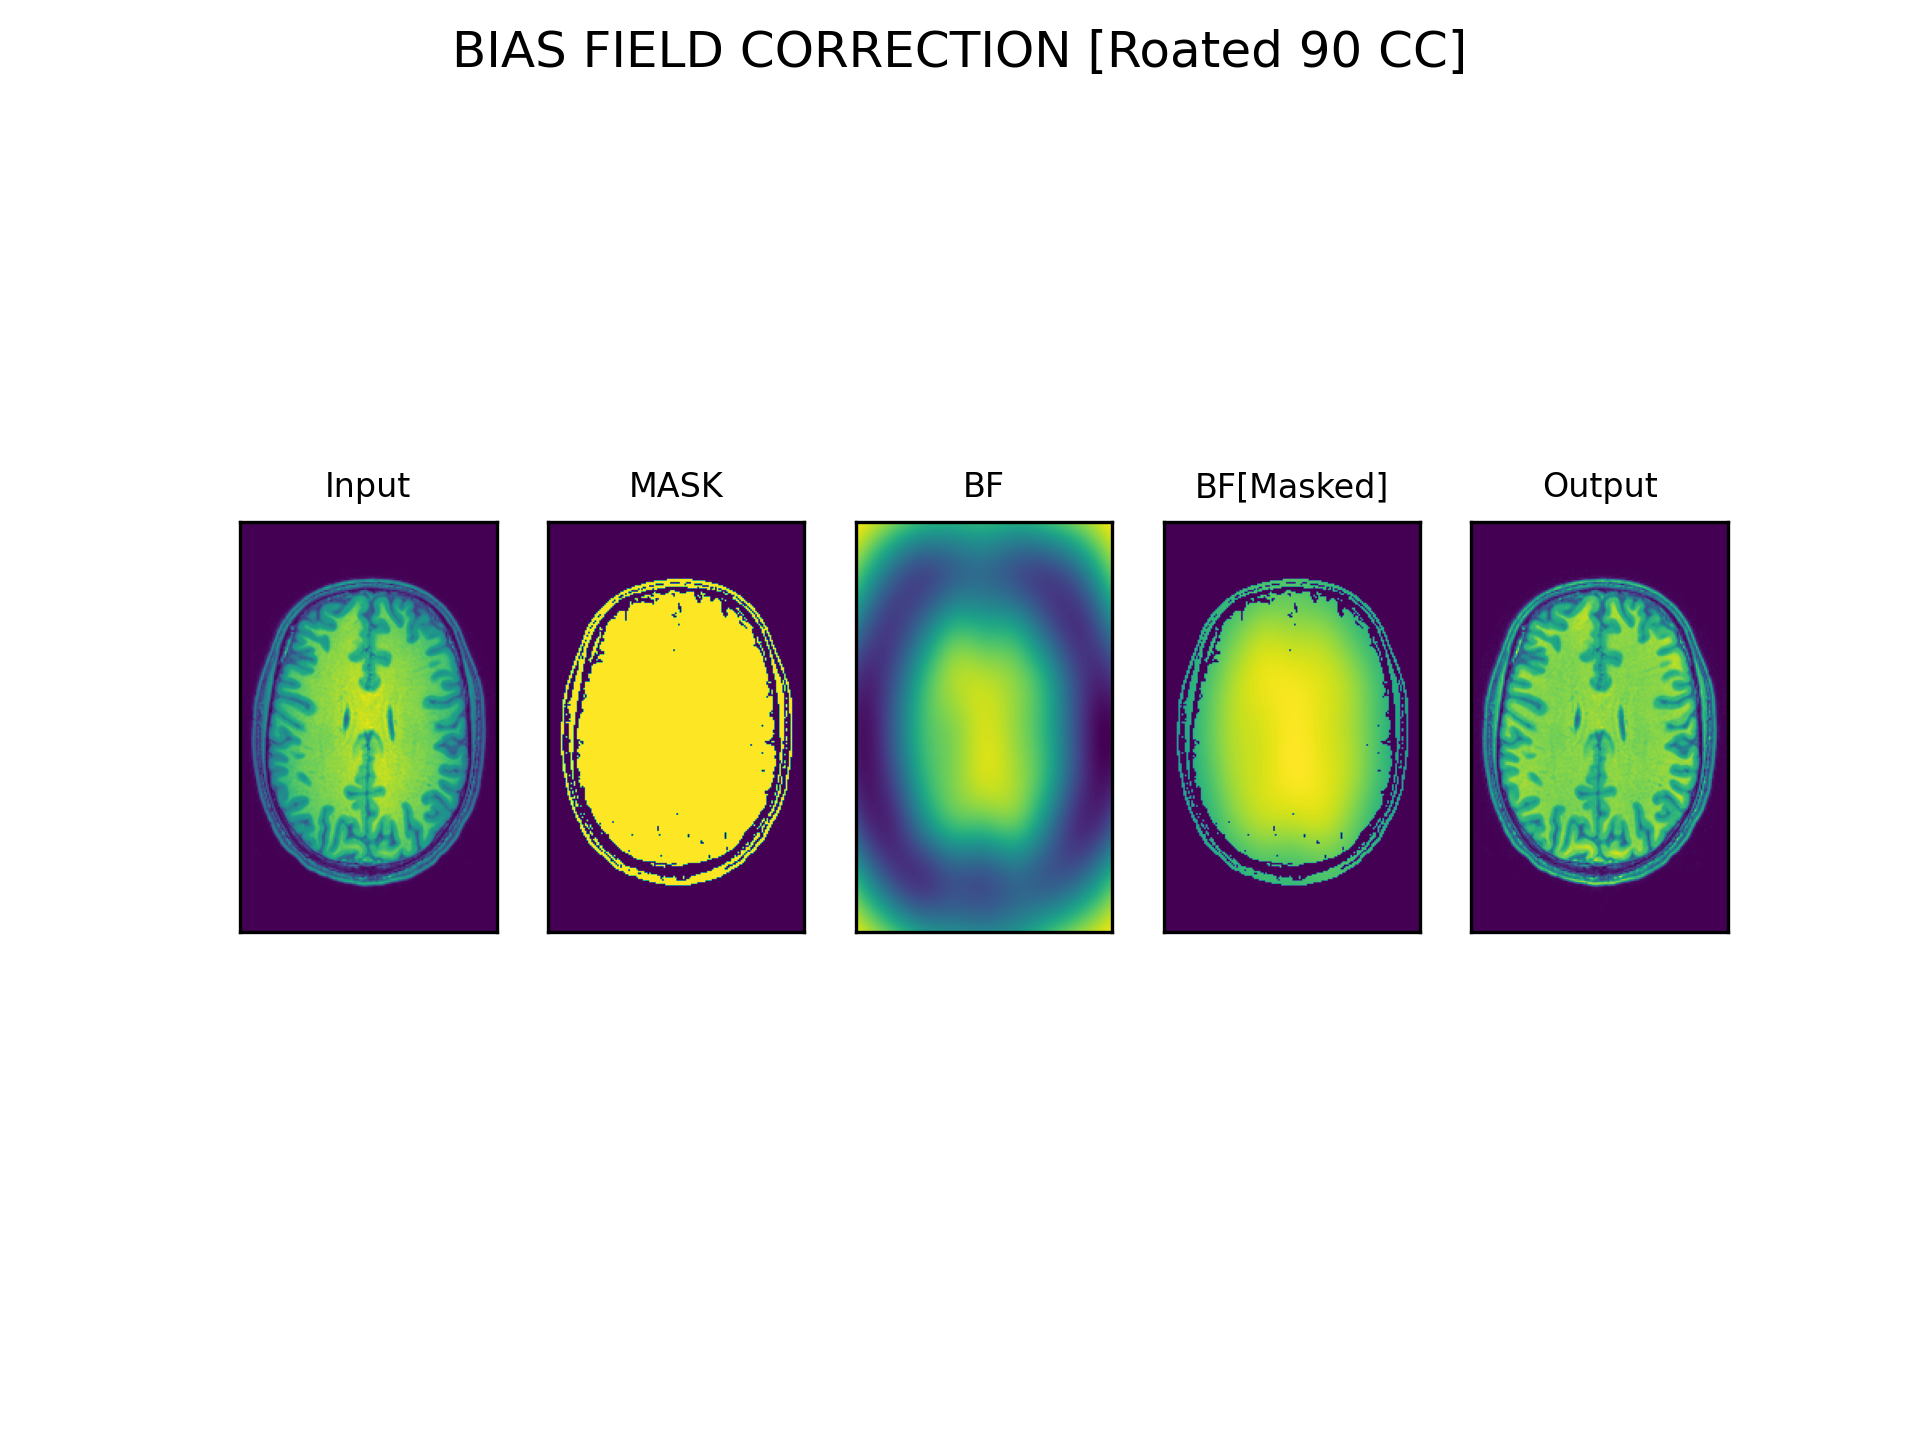 BIAS FIELD CORRECTION [Roated 90 CC]
Input
MASK
BF
BF[Masked]
Output